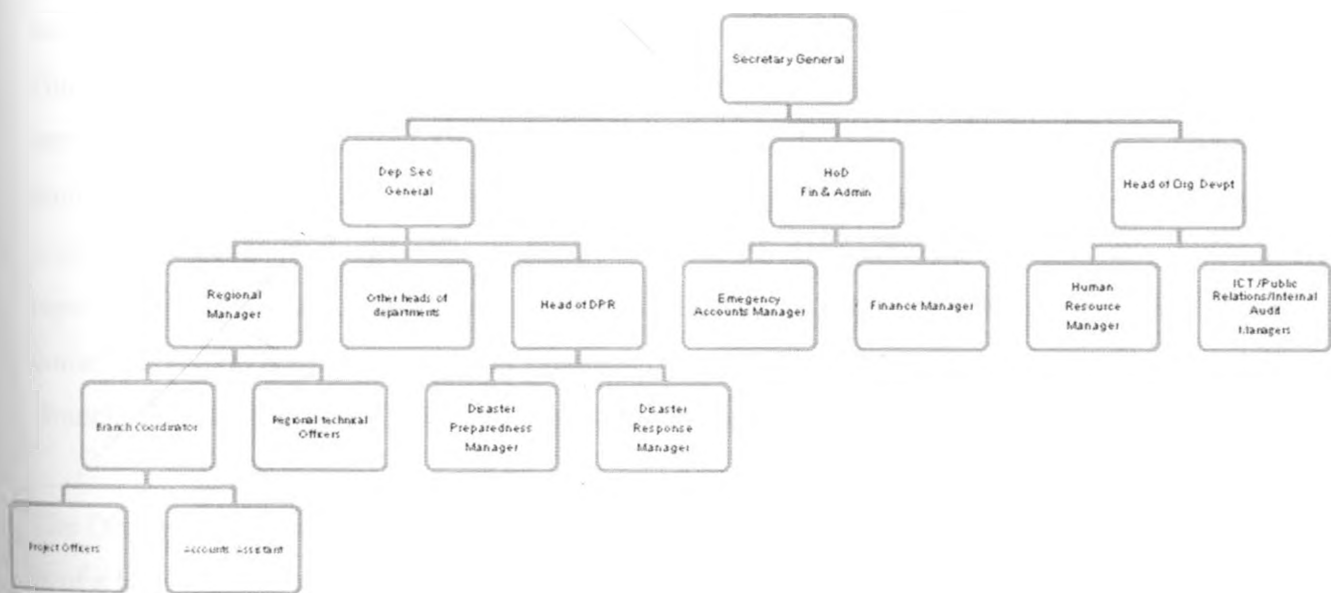 Secretary General
Dep. Sec
General
HoD
Fin & Admin
Head of Org Devpt
Regional
Manager
Other heads of
departments
Head of DPR
Emegency
Accounts Manager
Finance Manager
Human
Resource
Manager
ICT /Public
Relations/Internal
Audit
Managers
Branch Coordinator
Regional technical
Officers
Disaster
Preparedness
Manager
Disaster
Response
Manager
Project Officers
Accounts Assistant